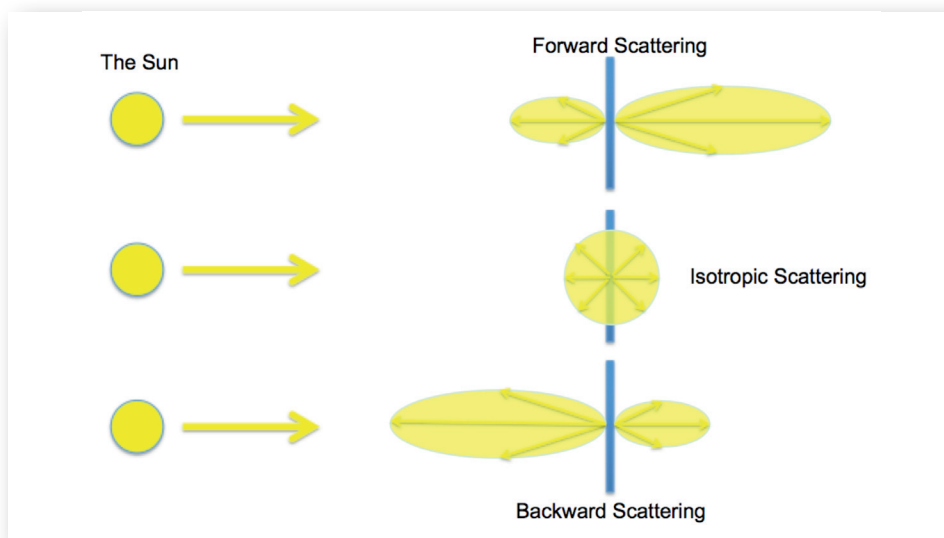 Forward Scattering
The Sun
Isotropic Scattering
Backward Scattering